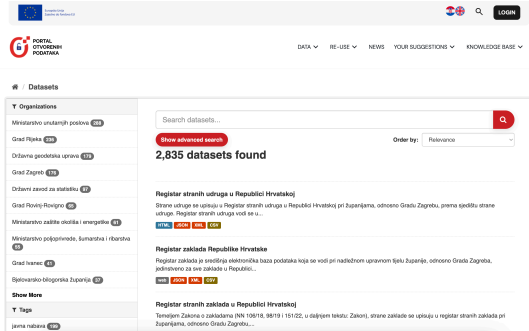 LOGIN
PORTAL
OTVORENIH
PODATAKA
DATA
RE-USE
NEWS
YOUR SUGGESTIONS
KNOWLEDGE BASE
/ Datasets
Organizations
Ministarstvo unutarnjih poslova
Grad Rijeka
Državna geodetska uprava
Grad Zagreb
Državni zavod za statistiku
Grad Rovinj-Rovigno
Ministarstvo zaštite okoliša i energetike
Ministarstvo poljoprivrede, šumarstva i ribarstva
Grad Ivanec
Bjelovarsko-bilogorska županija
Show More
Tags
javna nabava
Search datasets...
Show advanced search
Order by: Relevance
2,835 datasets found
Registar stranih udruga u Republici Hrvatskoj
Strane udruge se upisuju u Registar stranih udruga u Republici Hrvatskoj pri županijama, odnosno Gradu Zagrebu, prema sjedištu strane
udruge. Registar stranih udruga vodi se u...
HTML JSON XML CSV
Registar zaklada Republike Hrvatske
Registar zaklada je središnja elektronička baza podataka koja se vodi pri nadležnom upravnom tijelu županije, odnosno Grada Zagreba,
jedinstveno za sve zaklade u Republici...
web JSON XML CSV
Registar stranih zaklada u Republici Hrvatskoj
Temeljem Zakona o zakladama (NN 106/18, 98/19 i 151/22, u daljnjem tekstu: Zakon), strane zaklade se upisuju u registar stranih zaklada pri
županijama, odnosno Gradu Zagrebu,...